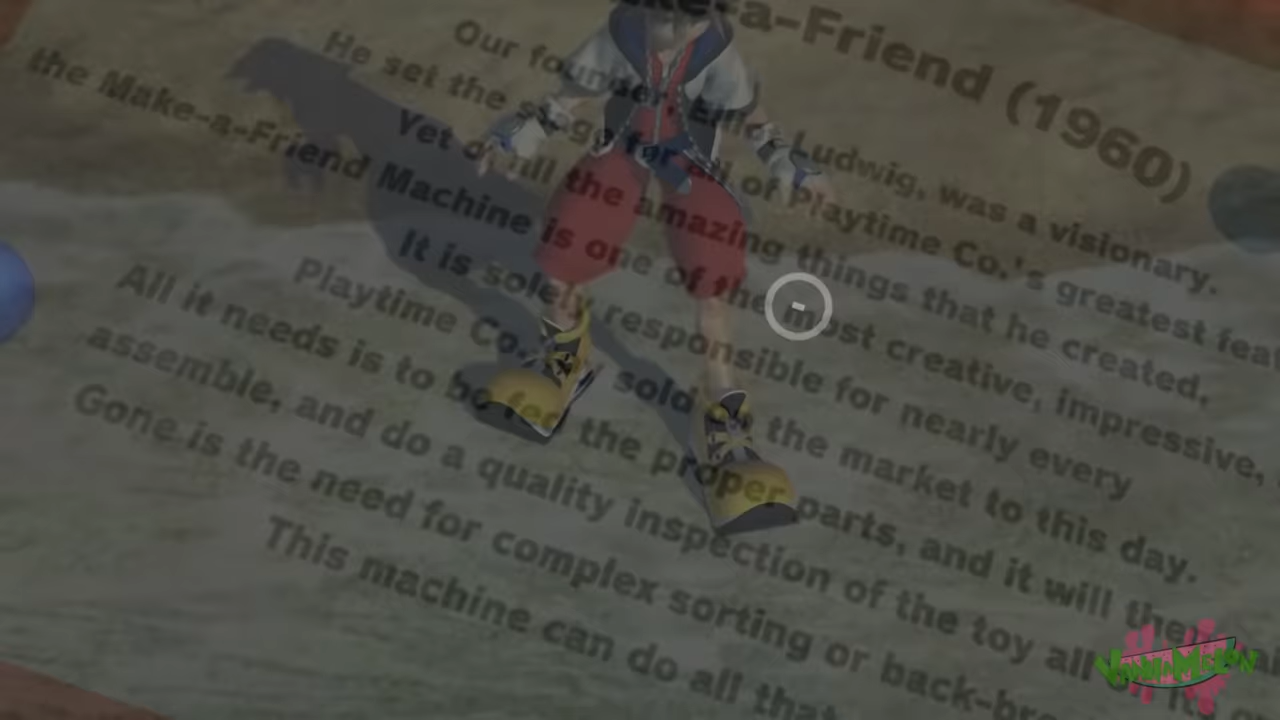 ke-a-Friend (1960)
Our founder, Elliot Ludwig, was a visionary.
He set the stage for all of Playtime Co.'s greatest feat
Yet of all the amazing things that he created,
the Make-a-Friend Machine is one of the most creative, impressive,
It is solely responsible for nearly every
Playtime Co. sold the market to this day.
All it needs is to be fed the proper parts, and it will then
assemble, and do a quality inspection of the toy all on its
Gone is the need for complex sorting or back-bre
This machine can do all that
VANNAMELON